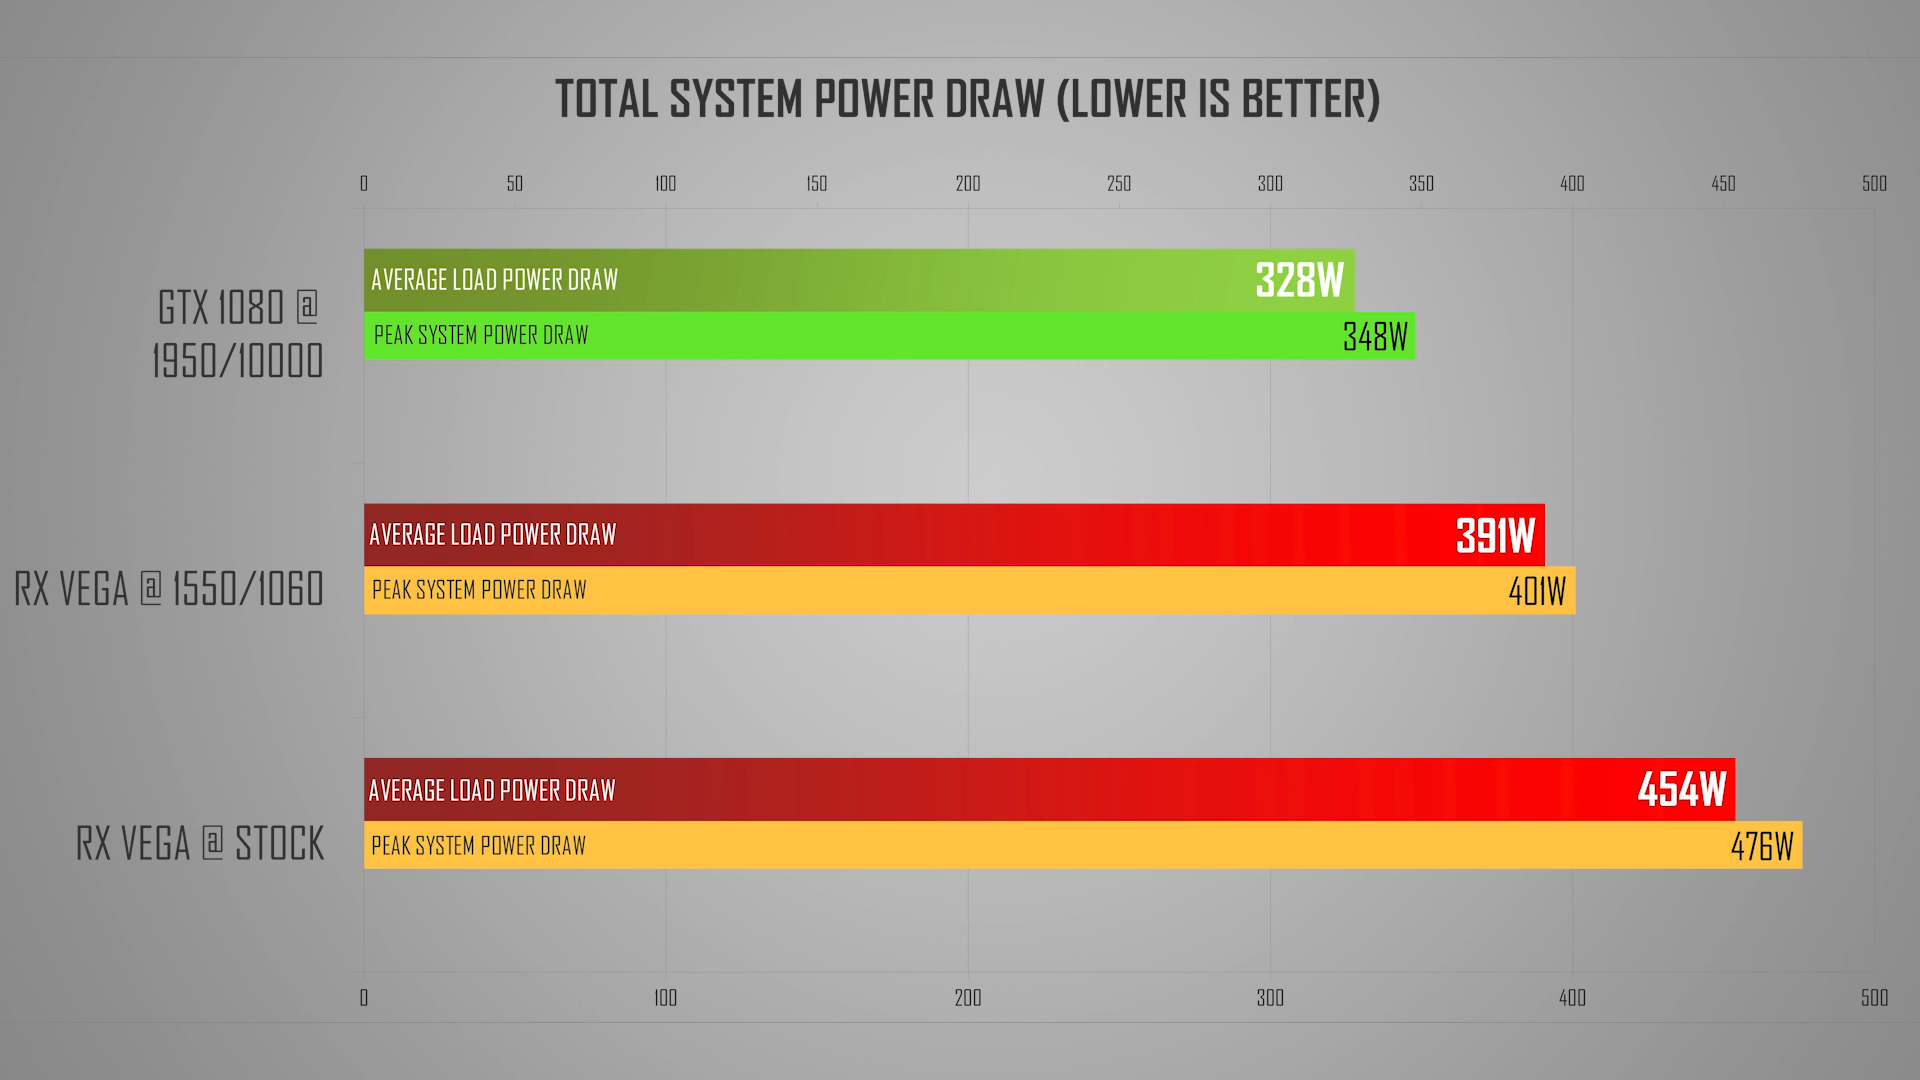 TOTAL SYSTEM POWER DRAW (LOWER IS BETTER)
0 50 100 150 200 250 300 350 400 450 500
GTX 1080 @
1950/10000
AVERAGE LOAD POWER DRAW 328W
PEAK SYSTEM POWER DRAW 348W
RX VEGA @ 1550/1060
AVERAGE LOAD POWER DRAW 391W
PEAK SYSTEM POWER DRAW 401W
RX VEGA @ STOCK
AVERAGE LOAD POWER DRAW 454W
PEAK SYSTEM POWER DRAW 476W
0 100 200 300 400 500